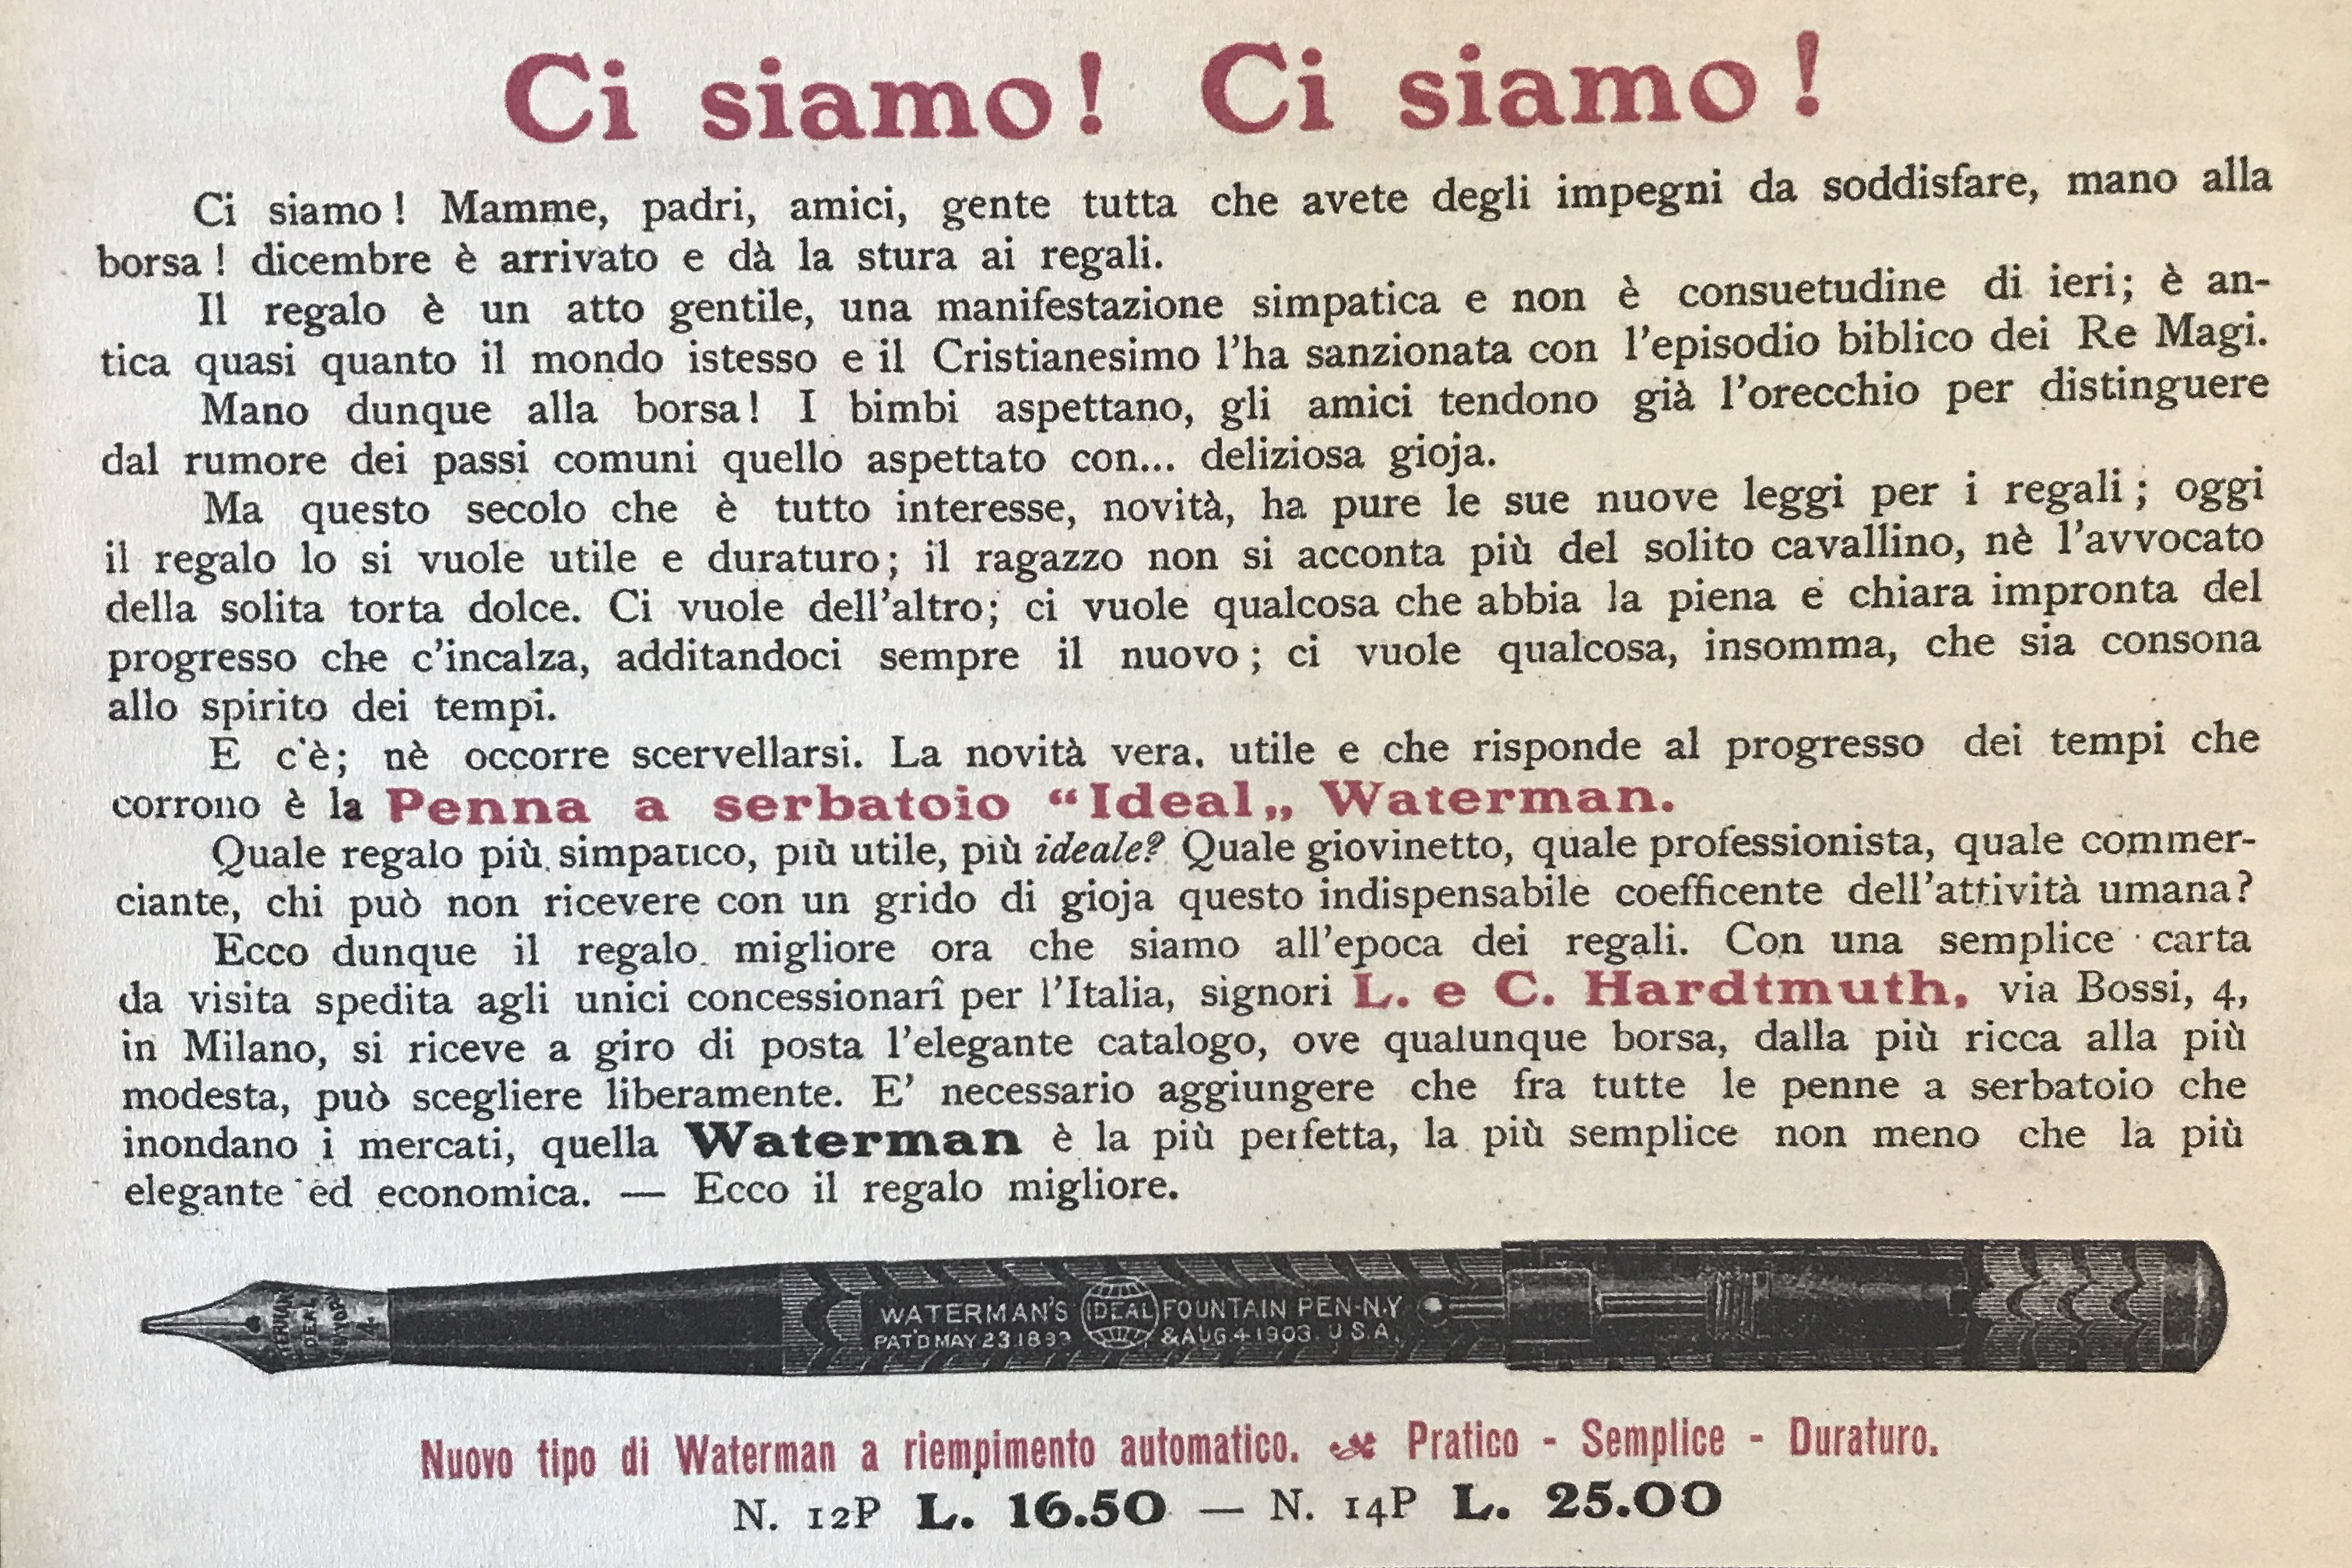 Ci siamo! Ci siamo!
Ci siamo! Mamme, padri, amici, gente tutta che avete degli impegni da soddisfare, mano alla
borsa! dicembre è arrivato e dà la stura ai regali.
Il regalo è un atto gentile, una manifestazione simpatica e non è consuetudine di ieri; è an-
tica quasi quanto il mondo istesso e il Cristianesimo l'ha sanzionata con l'episodio biblico dei Re Magi.
Mano dunque alla borsa! I bimbi aspettano, gli amici tendono già l'orecchio per distinguere
dal rumore dei passi comuni quello aspettato con... deliziosa gioja.
Ma questo secolo che è tutto interesse, novità, ha pure le sue nuove leggi per i regali; oggi
il regalo lo si vuole utile e duraturo; il ragazzo non si acconta più del solito cavallino, nè l'avvocato
della solita torta dolce. Ci vuole dell'altro; ci vuole qualcosa che abbia la piena e chiara impronta del
progresso che c'incalza, additandoci sempre il nuovo; ci vuole qualcosa, insomma, che sia consona
allo spirito dei tempi.
E c'è; nè occorre scervellarsi. La novità vera, utile e che risponde al progresso dei tempi che
corrono è la Penna a serbatoio “Ideal„ Waterman.
Quale regalo più simpatico, più utile, più ideale? Quale giovinetto, quale professionista, quale commer-
ciante, chi può non ricevere con un grido di gioja questo indispensabile coefficente dell'attività umana?
Ecco dunque il regalo migliore ora che siamo all'epoca dei regali. Con una semplice carta
da visita spedita agli unici concessionarî per l'Italia, signori L. e C. Hardtmuth, via Bossi, 4,
in Milano, si riceve a giro di posta l'elegante catalogo, ove qualunque borsa, dalla più ricca alla più
modesta, può scegliere liberamente. E' necessario aggiungere che fra tutte le penne a serbatoio che
inondano i mercati, quella Waterman è la più perfetta, la più semplice non meno che la più
elegante ed economica. — Ecco il regalo migliore.
WATERMAN'S IDEAL FOUNTAIN PEN-N.Y
PAT'D MAY 23.1899 & AUG.4 1903. U.S.A.
Nuovo tipo di Waterman a riempimento automatico. Pratico - Semplice - Duraturo.
N. 12P L. 16.50 — N. 14P L. 25.00